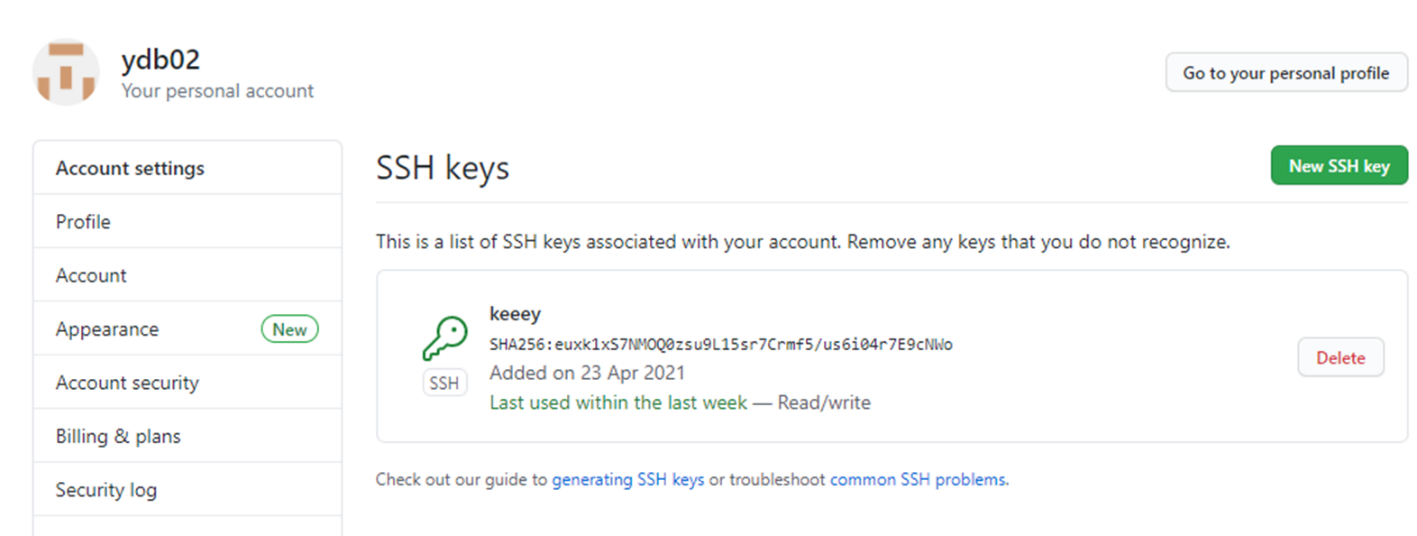 ydb02
Your personal account
Go to your personal profile
Account settings
Profile
Account
Appearance
New
Account security
Billing & plans
Security log
SSH keys
New SSH key
This is a list of SSH keys associated with your account. Remove any keys that you do not recognize.
keeey
SHA256:euxk1xS7NMOQ0zsu9L15sr7Crmf5/us6i04r7E9cNWo
SSH
Added on 23 Apr 2021
Last used within the last week — Read/write
Delete
Check out our guide to generating SSH keys or troubleshoot common SSH problems.